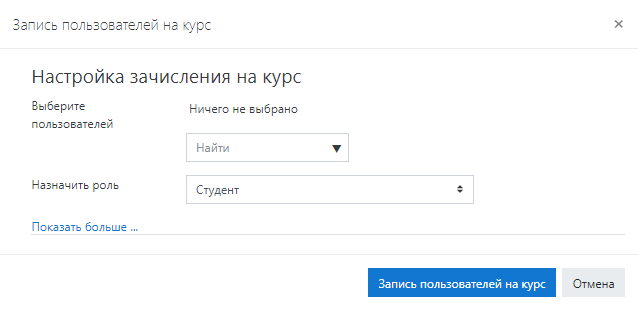 Запись пользователей на курс
Настройка зачисления на курс
Выберите
пользователей
Ничего не выбрано
Найти
Назначить роль
Студент
Показать больше ...
Запись пользователей на курс
Отмена